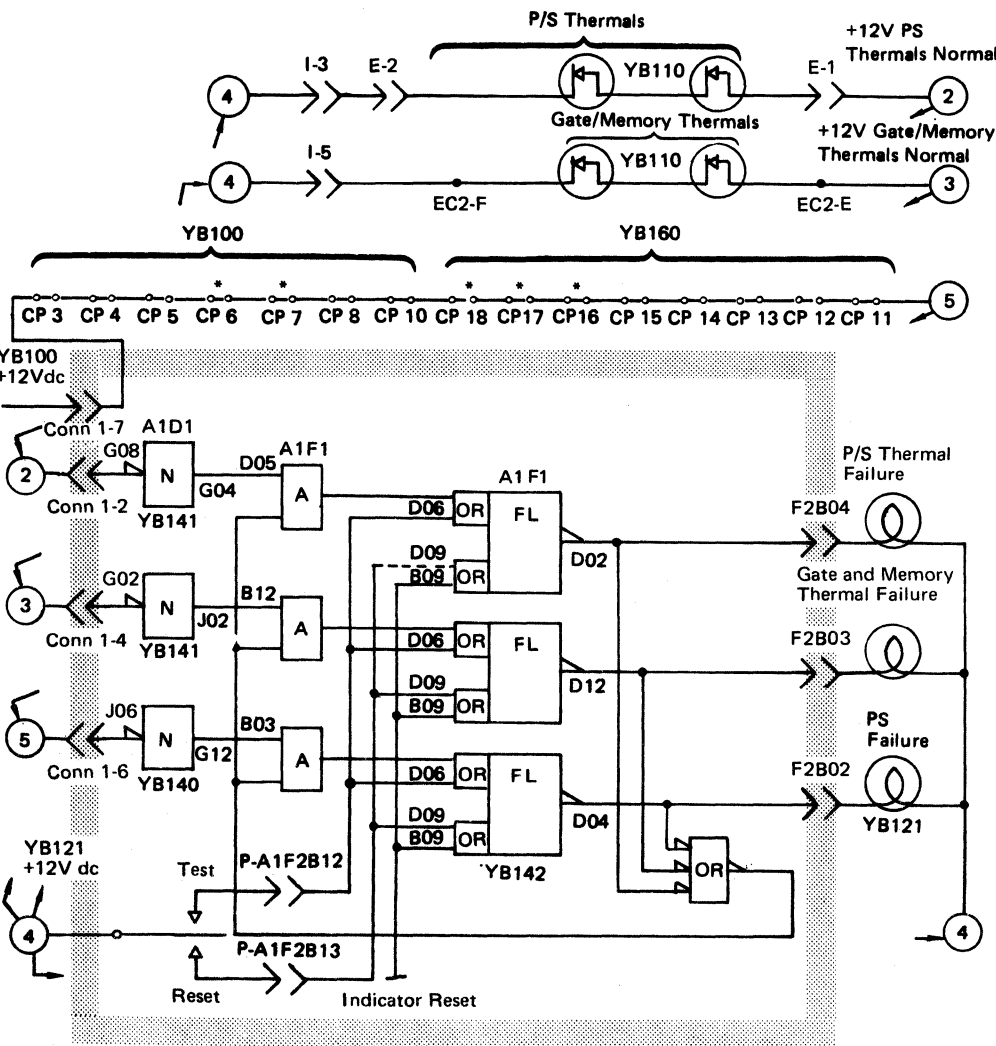 P/S Thermals
+12V PS
Thermals Normal
I-3
E-2
YB110
E-1
4
2
Gate/Memory Thermals
+12V Gate/Memory
Thermals Normal
I-5
YB110
4
3
EC2-F
EC2-E
YB100
YB160
* * * * *
5
CP 3 CP 4 CP 5 CP 6 CP 7 CP 8 CP 10 CP 18 CP 17 CP 16 CP 15 CP 14 CP 13 CP 12 CP 11
YB100
+12Vdc
Conn 1-7
A1D1
G08
D05
A1F1
A1F1
P/S Thermal
Failure
2
N
G04
A
OR
FL
D06
F2B04
Conn 1-2
YB141
D09
B09
OR
D02
Gate and Memory
Thermal Failure
G02
B12
3
N
J02
A
OR
FL
D06
F2B03
Conn 1-4
YB141
D09
B09
OR
D12
J06
B03
PS
Failure
5
N
G12
A
OR
FL
D06
F2B02
Conn 1-6
YB140
D09
B09
OR
D04
YB121
YB142
YB121
+12V dc
Test
P-A1F2B12
OR
4
P-A1F2B13
4
Reset
Indicator Reset